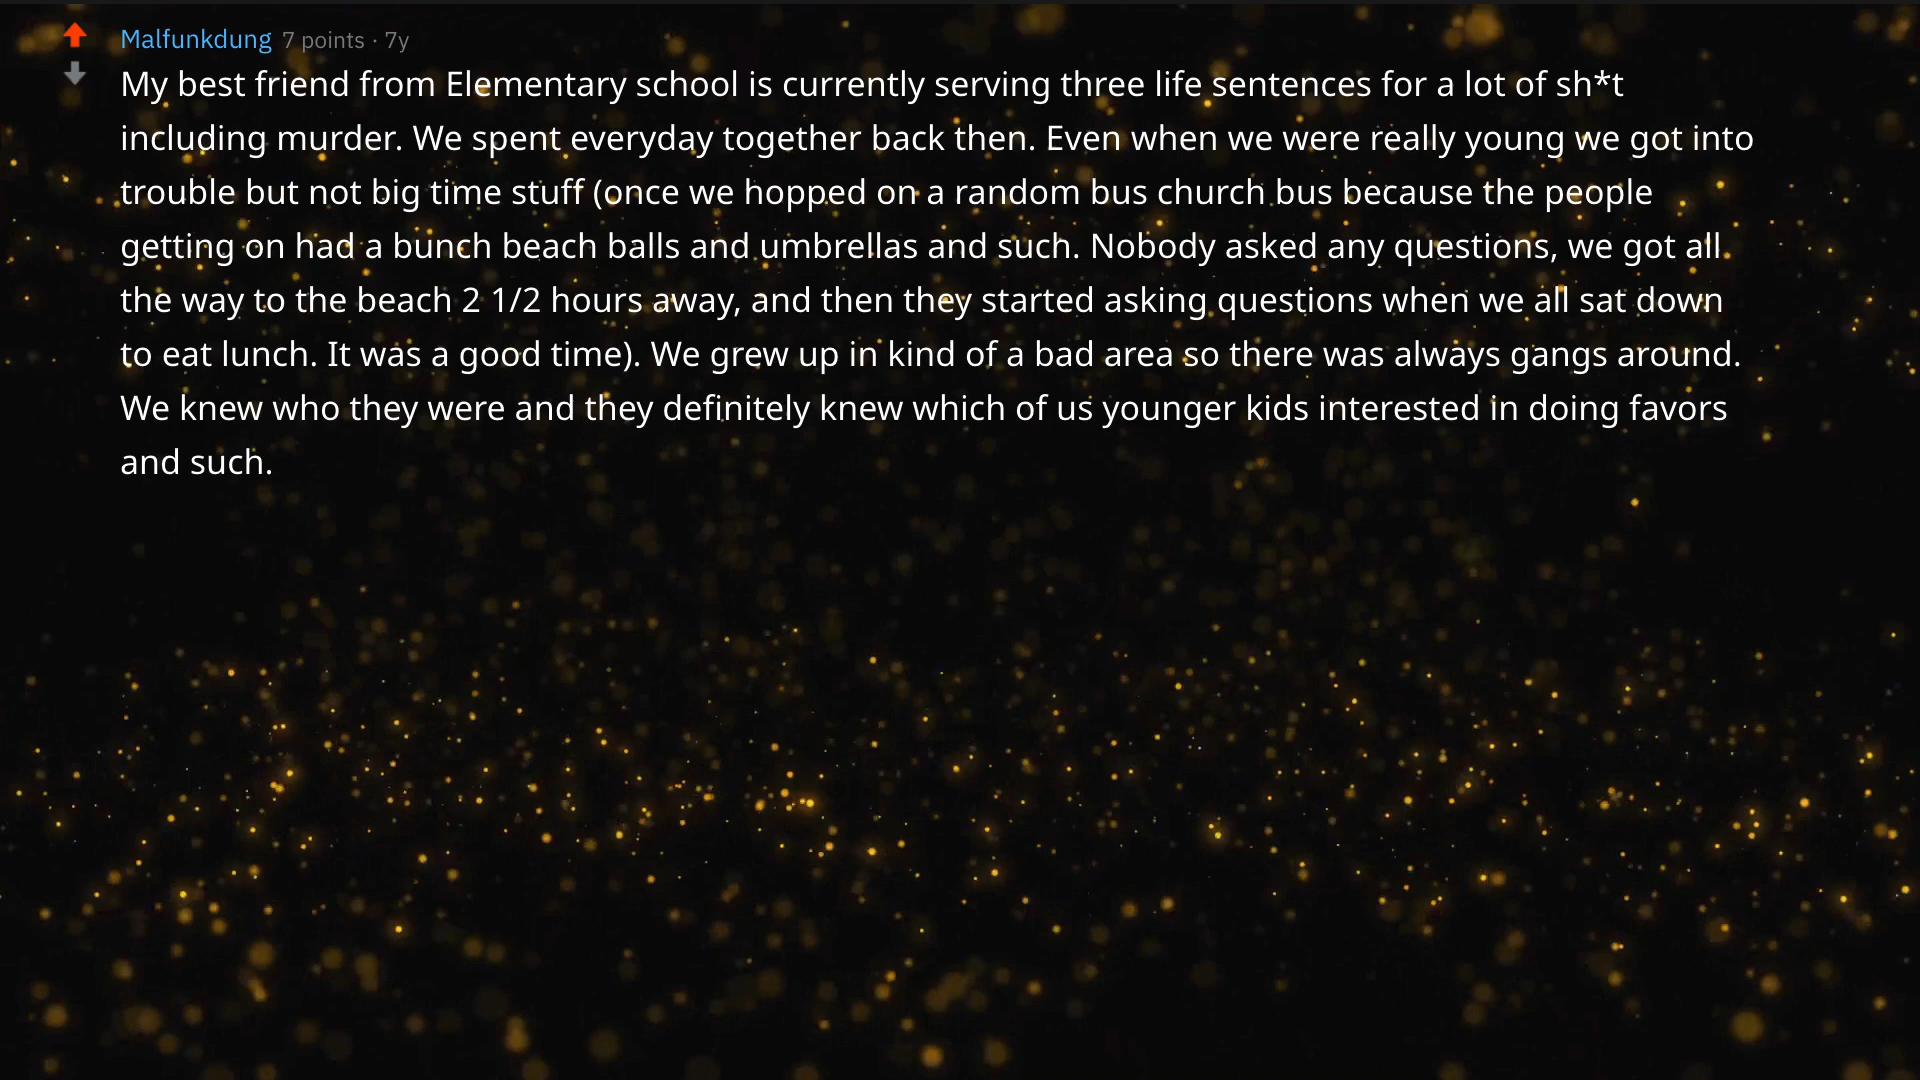 Malfunkdung 7 points · 7y
My best friend from Elementary school is currently serving three life sentences for a lot of sh*t
including murder. We spent everyday together back then. Even when we were really young we got into
trouble but not big time stuff (once we hopped on a random bus church bus because the people
getting on had a bunch beach balls and umbrellas and such. Nobody asked any questions, we got all
the way to the beach 2 1/2 hours away, and then they started asking questions when we all sat down
to eat lunch. It was a good time). We grew up in kind of a bad area so there was always gangs around.
We knew who they were and they definitely knew which of us younger kids interested in doing favors
and such.